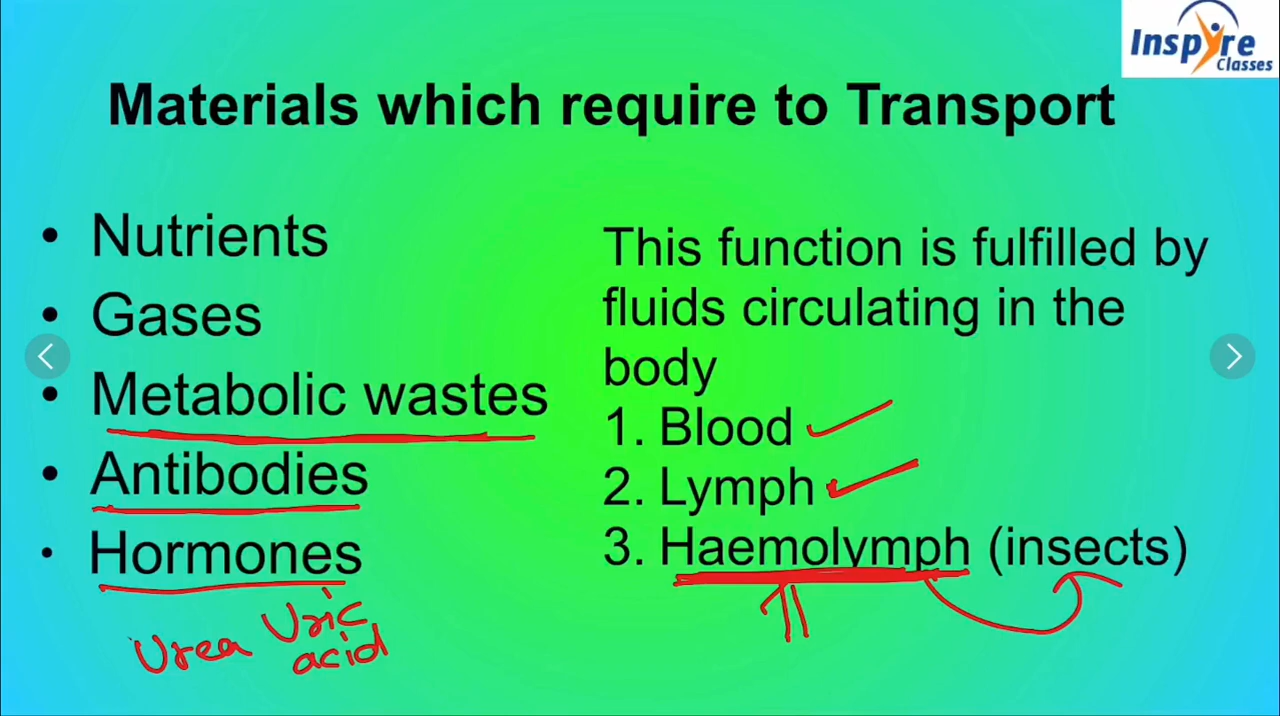 Inspyre
Classes
Materials which require to Transport
• Nutrients
• Gases
• Metabolic wastes
• Antibodies
• Hormones
Urea Uric
acid
This function is fulfilled by
fluids circulating in the
body
1. Blood
2. Lymph
3. Haemolymph (insects)